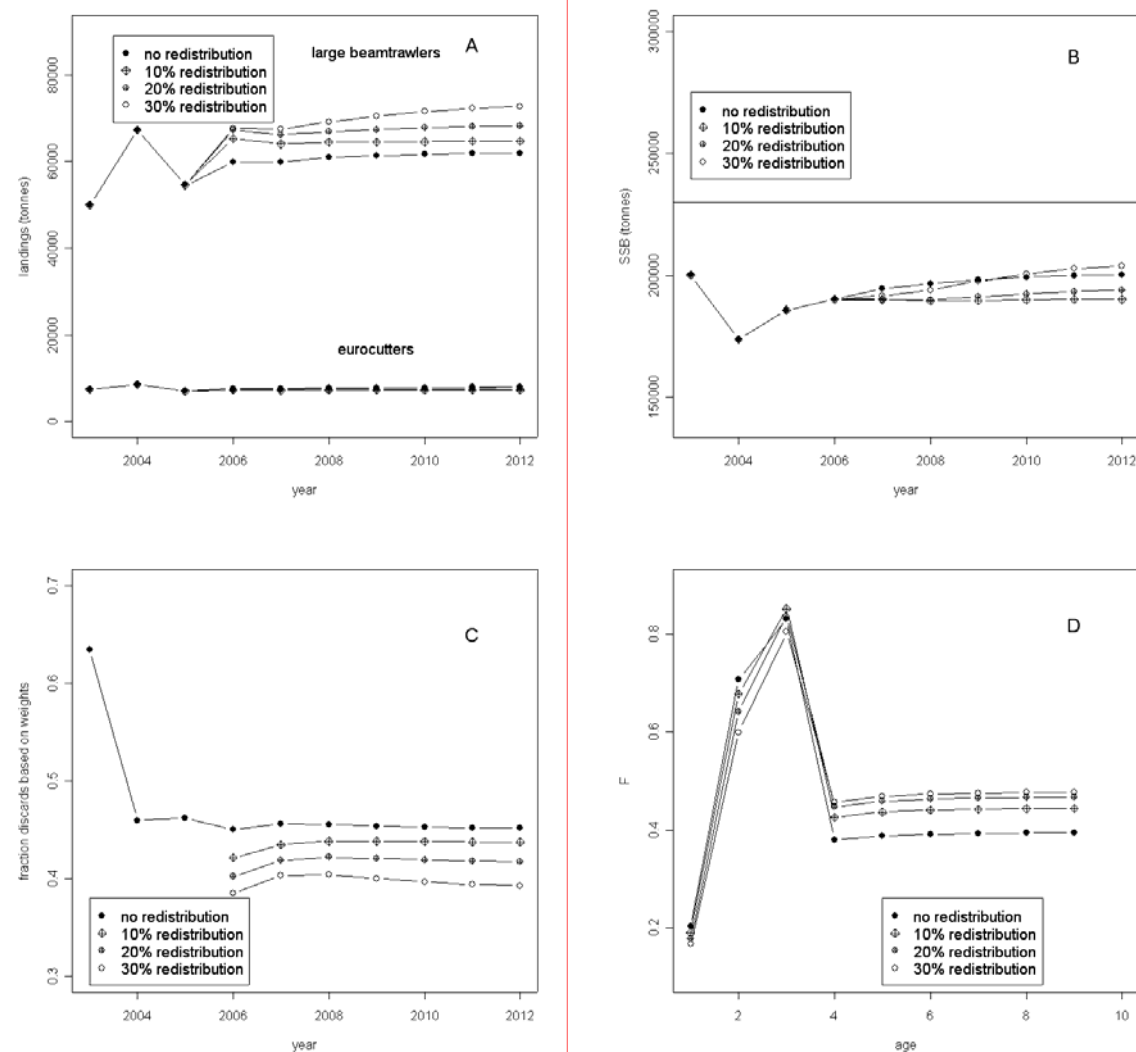 A
no redistribution
10% redistribution
20% redistribution
30% redistribution
large beamtrawlers
eurocutters
landings (tonnes)
80000
60000
40000
20000
0
2004 2006 2008 2010 2012
year
B
no redistribution
10% redistribution
20% redistribution
30% redistribution
SSB (tonnes)
300000
250000
200000
150000
2004 2006 2008 2010 2012
year
C
fraction discards based on weights
0.7
0.6
0.5
0.4
0.3
no redistribution
10% redistribution
20% redistribution
30% redistribution
2004 2006 2008 2010 2012
year
D
F
0.8
0.6
0.4
0.2
no redistribution
10% redistribution
20% redistribution
30% redistribution
2 4 6 8 10
age